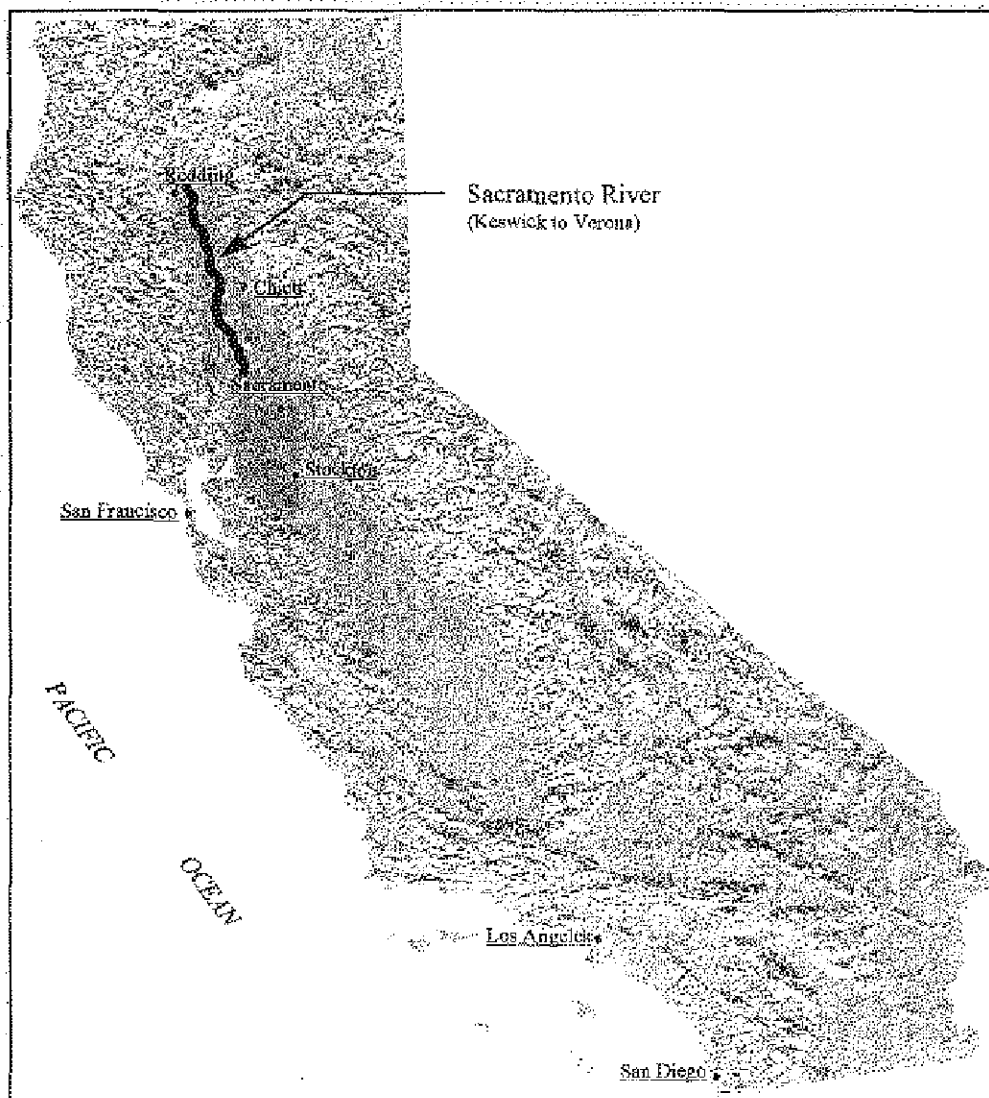 Redding
Sacramento River
(Keswick to Verona)
Chico
Sacramento
Stockton
San Francisco
PACIFIC
OCEAN
Los Angeles
San Diego